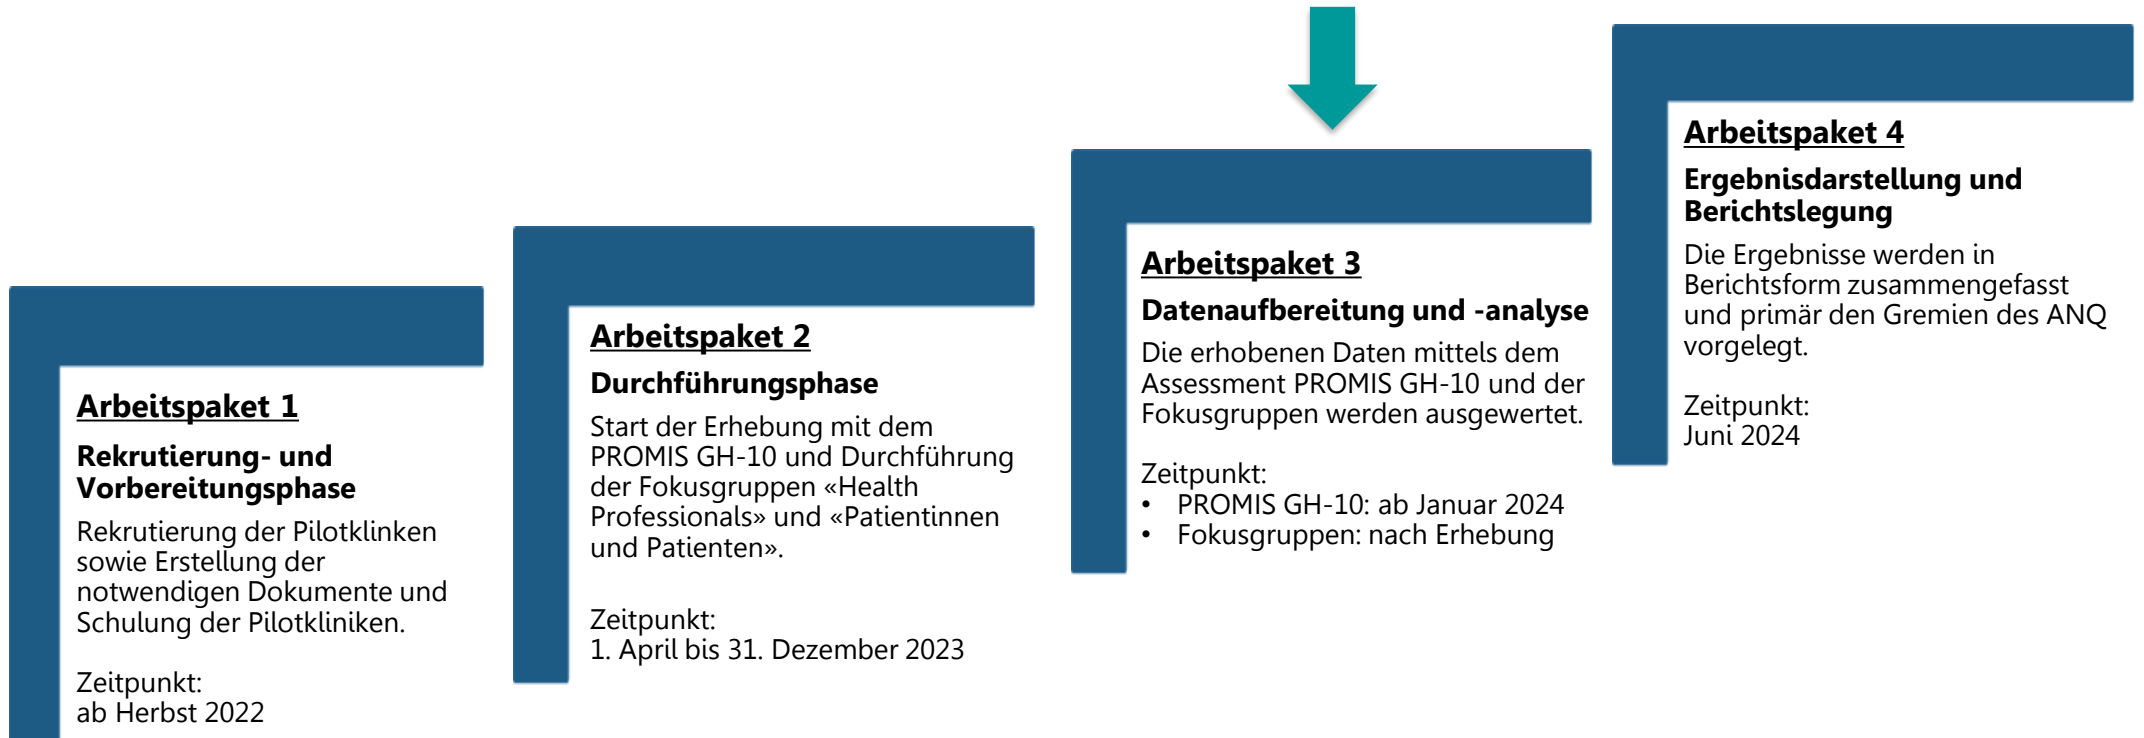 Arbeitspaket 1
Rekrutierung- und
Vorbereitungsphase
Rekrutierung der Pilotklinken
sowie Erstellung der
notwendigen Dokumente und
Schulung der Pilotkliniken.
Zeitpunkt:
ab Herbst 2022
Arbeitspaket 2
Durchführungsphase
Start der Erhebung mit dem
PROMIS GH-10 und Durchführung
der Fokusgruppen «Health
Professionals» und «Patientinnen
und Patienten».
Zeitpunkt:
1. April bis 31. Dezember 2023
Arbeitspaket 3
Datenaufbereitung und -analyse
Die erhobenen Daten mittels dem
Assessment PROMIS GH-10 und der
Fokusgruppen werden ausgewertet.
Zeitpunkt:
• PROMIS GH-10: ab Januar 2024
• Fokusgruppen: nach Erhebung
Arbeitspaket 4
Ergebnisdarstellung und
Berichtslegung
Die Ergebnisse werden in
Berichtsform zusammengefasst
und primär den Gremien des ANQ
vorgelegt.
Zeitpunkt:
Juni 2024